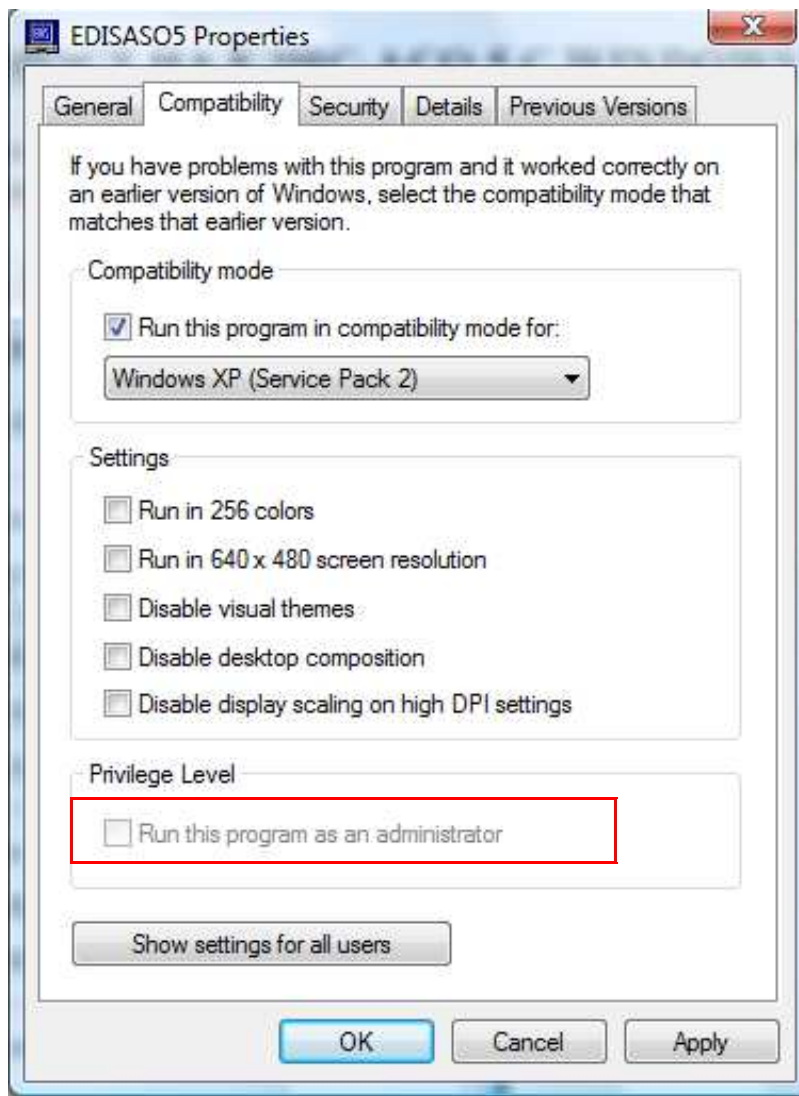 EDISASO5 Properties
General Compatibility Security Details Previous Versions
If you have problems with this program and it worked correctly on
an earlier version of Windows, select the compatibility mode that
matches that earlier version.
Compatibility mode
Run this program in compatibility mode for:
Windows XP (Service Pack 2)
Settings
Run in 256 colors
Run in 640 x 480 screen resolution
Disable visual themes
Disable desktop composition
Disable display scaling on high DPI settings
Privilege Level
Run this program as an administrator
Show settings for all users
OK Cancel Apply